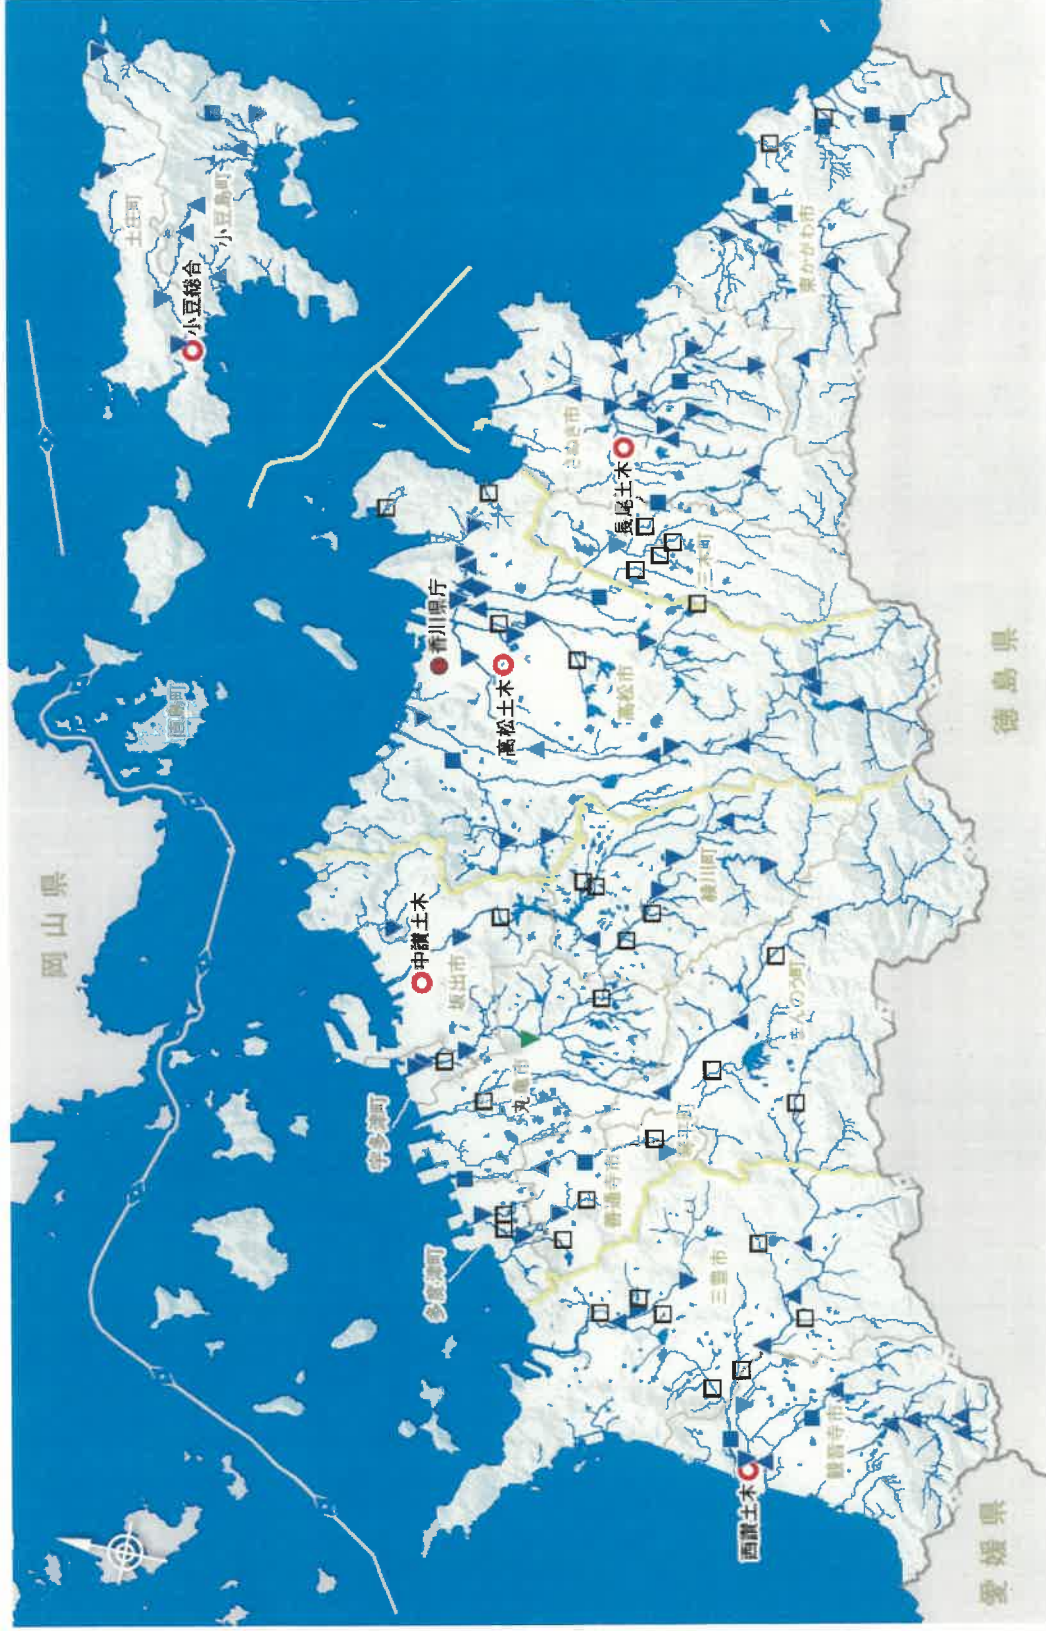 岡山県
土庄町
小豆島町
小豆総合
直島町
香川県庁
高松土木
高松市
さぬき市
長尾土木
三木町
東かがわ市
中讃土木
坂出市
宇多津町
丸亀市
綾川町
まんのう町
善通寺市
多度津町
三豊市
観音寺市
西讃土木
徳島県
愛媛県